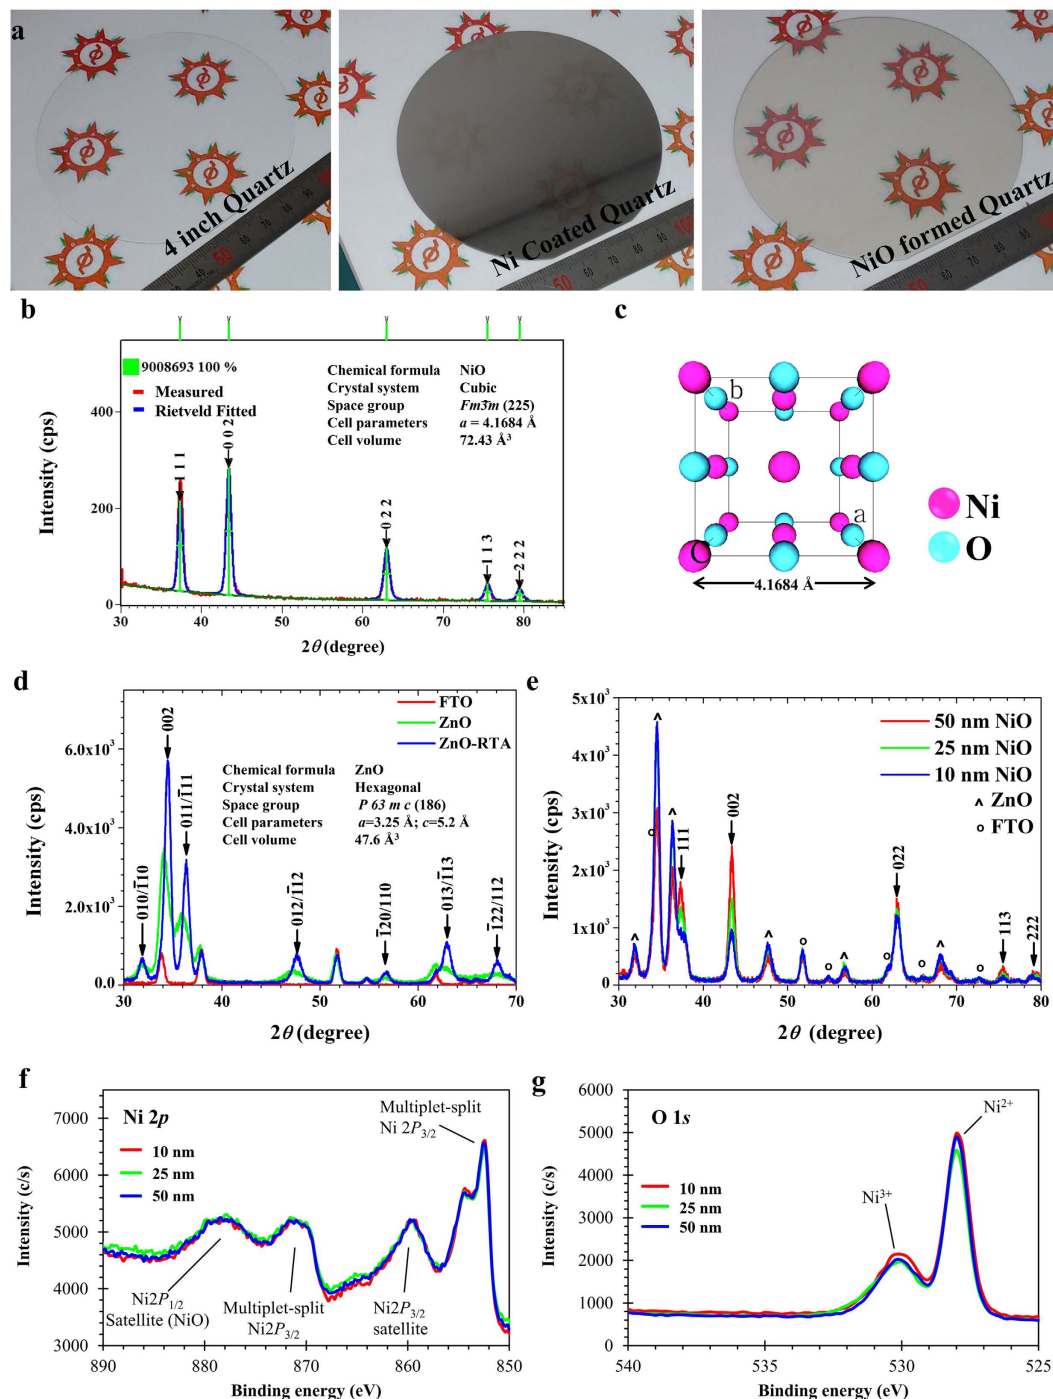 a
4 inch Quartz
Ni Coated Quartz
NiO formed Quartz
b
9008693 100 %
Measured
Rietveld Fitted
Chemical formula NiO
Crystal system Cubic
Space group Fm3̄m (225)
Cell parameters a = 4.1684 Å
Cell volume 72.43 Å³
1 1 1
0 0 2
0 2 2
1 1 3
2 2 2
Intensity (cps)
400
200
0
30 40 50 60 70 80
2θ (degree)
c
b
a
C
Ni
O
4.1684 Å
d
FTO
ZnO
ZnO-RTA
Chemical formula ZnO
Crystal system Hexagonal
Space group P 63 m c (186)
Cell parameters a=3.25 Å; c=5.2 Å
Cell volume 47.6 Å³
010/1̄10
002
011/1̄11
012/1̄12
1̄20/110
013/1̄13
1̄22/112
Intensity (cps)
6.0x10³
4.0x10³
2.0x10³
0.0
30 40 50 60 70
2θ (degree)
e
50 nm NiO
25 nm NiO
10 nm NiO
^ ZnO
o FTO
111
002
022
113
222
Intensity (cps)
5x10³
4x10³
3x10³
2x10³
1x10³
0
30 40 50 60 70 80
2θ (degree)
f
Ni 2p
10 nm
25 nm
50 nm
Multiplet-split
Ni 2P3/2
Ni2P1/2
Satellite (NiO)
Multiplet-split
Ni2P3/2
Ni2P3/2
satellite
Intensity (c/s)
7000
6000
5000
4000
3000
890 880 870 860 850
Binding energy (eV)
g
O 1s
10 nm
25 nm
50 nm
Ni²⁺
Ni³⁺
Intensity (c/s)
6000
5000
4000
3000
2000
1000
0
540 535 530 525
Binding energy (eV)